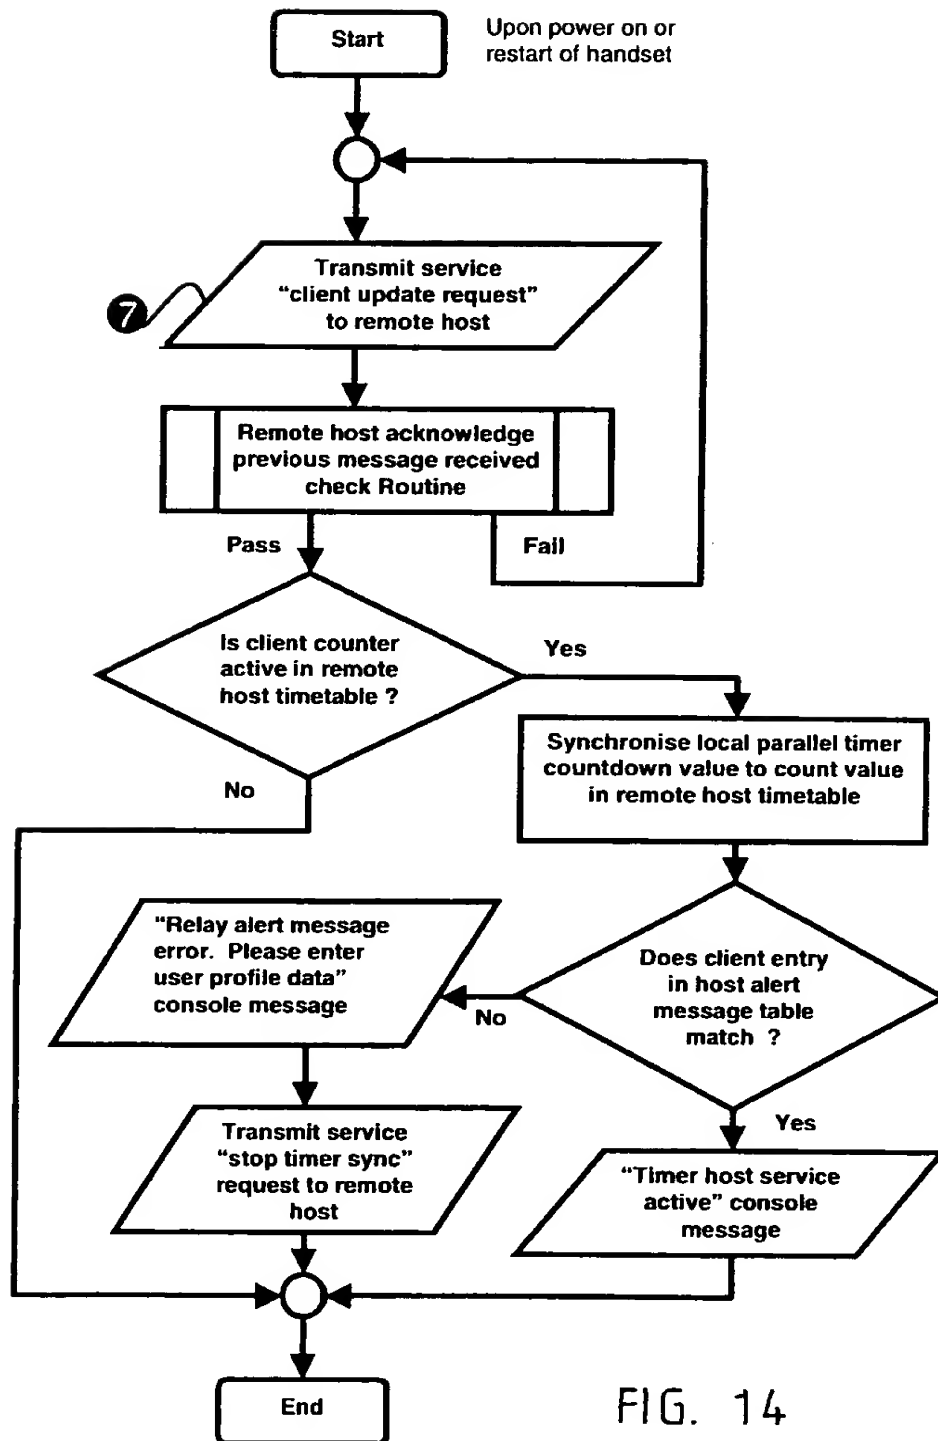 Start
Upon power on or
restart of handset
Transmit service
“client update request”
to remote host
7
Remote host acknowledge
previous message received
check Routine
Pass
Fail
Is client counter
active in remote
host timetable ?
Yes
No
Synchronise local parallel timer
countdown value to count value
in remote host timetable
“Relay alert message
error. Please enter
user profile data”
console message
Does client entry
in host alert
message table
match ?
No
Yes
Transmit service
“stop timer sync”
request to remote
host
“Timer host service
active” console
message
End
FIG. 14